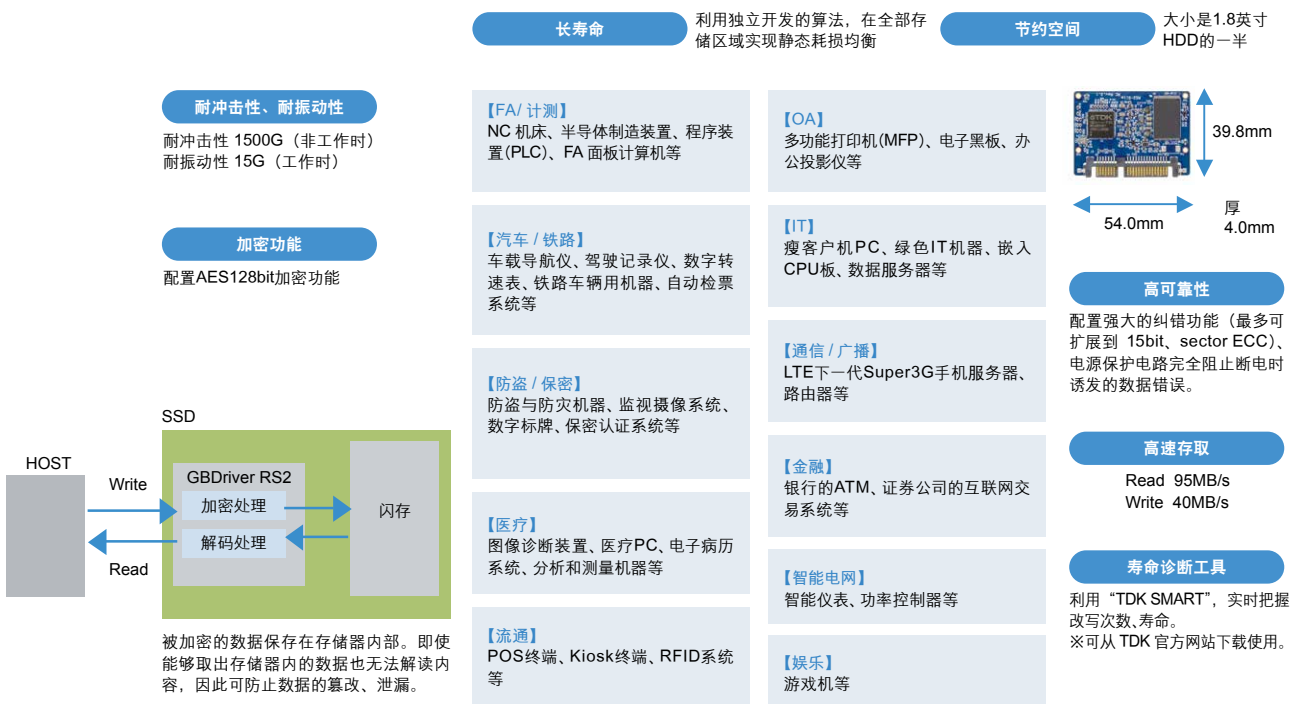 长寿命
利用独立开发的算法，在全部存
储区域实现静态耗损均衡
节约空间
大小是1.8英寸
HDD的一半
耐冲击性、耐振动性
耐冲击性 1500G（非工作时）
耐振动性 15G（工作时）
加密功能
配置AES128bit加密功能
SSD
HOST
Write
Read
GBDriver RS2
加密处理
解码处理
闪存
被加密的数据保存在存储器内部。即使
能够取出存储器内的数据也无法解读内
容，因此可防止数据的篡改、泄漏。
【FA/ 计测】
NC 机床、半导体制造装置、程序装
置(PLC)、FA 面板计算机等
【汽车 / 铁路】
车载导航仪、驾驶记录仪、数字转
速表、铁路车辆用机器、自动检票
系统等
【防盗 / 保密】
防盗与防灾机器、监视摄像系统、
数字标牌、保密认证系统等
【医疗】
图像诊断装置、医疗PC、电子病历
系统、分析和测量机器等
【流通】
POS终端、Kiosk终端、RFID系统
等
【OA】
多功能打印机(MFP)、电子黑板、办
公投影仪等
【IT】
瘦客户机PC、绿色IT机器、嵌入
CPU板、数据服务器等
【通信 / 广播】
LTE下一代Super3G手机服务器、
路由器等
【金融】
银行的ATM、证券公司的互联网交
易系统等
【智能电网】
智能仪表、功率控制器等
【娱乐】
游戏机等
TDK
39.8mm
54.0mm
厚
4.0mm
高可靠性
配置强大的纠错功能（最多可
扩展到 15bit、sector ECC）、
电源保护电路完全阻止断电时
诱发的数据错误。
高速存取
Read 95MB/s
Write 40MB/s
寿命诊断工具
利用“TDK SMART”，实时把握
改写次数、寿命。
※可从 TDK 官方网站下载使用。